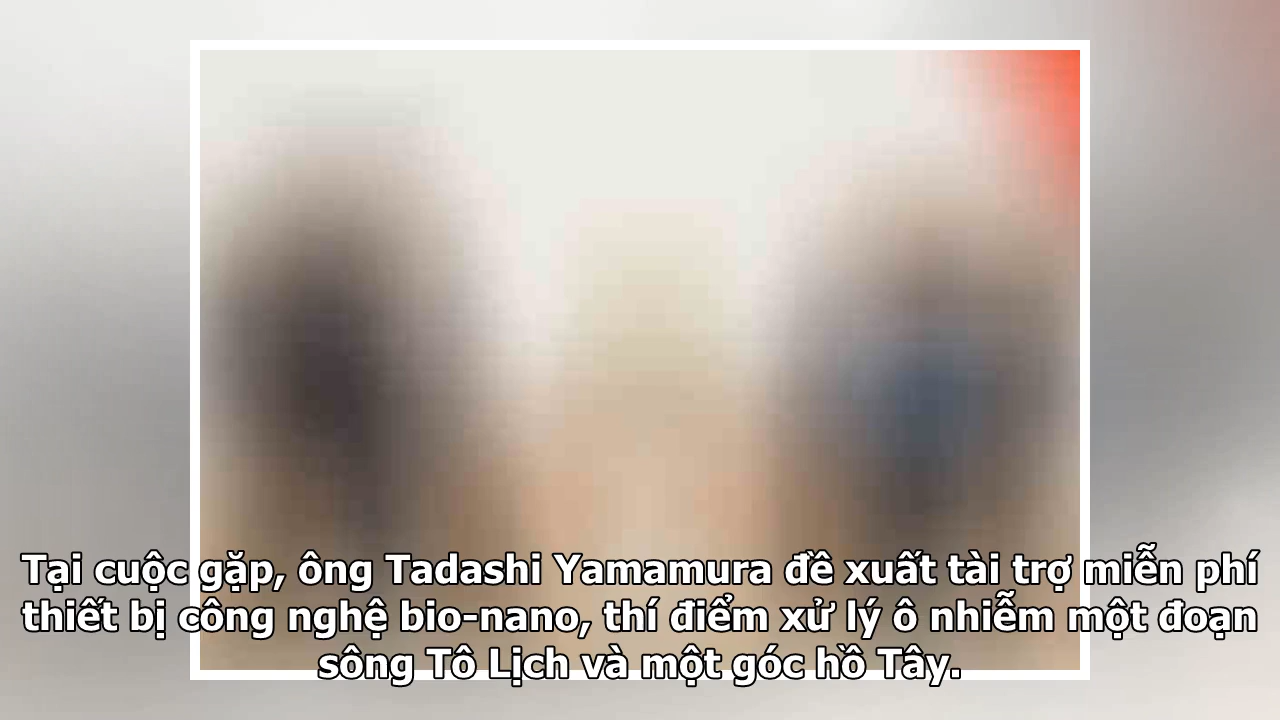 Tại cuộc gặp, ông Tadashi Yamamura đề xuất tài trợ miễn phí
thiết bị công nghệ bio-nano, thí điểm xử lý ô nhiễm một đoạn
sông Tô Lịch và một góc hồ Tây.